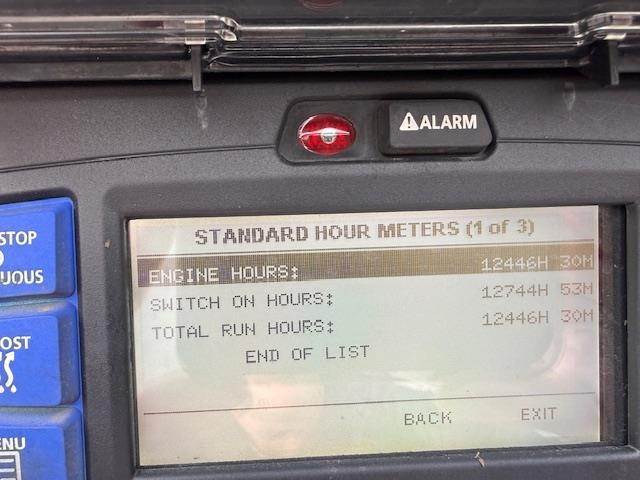 ALARM
STOP
UOUS
OST
ENU
STANDARD HOUR METERS (1 of 3)
ENGINE HOURS: 12446H 30M
SWITCH ON HOURS: 12744H 53M
TOTAL RUN HOURS: 12446H 30M
END OF LIST
BACK EXIT